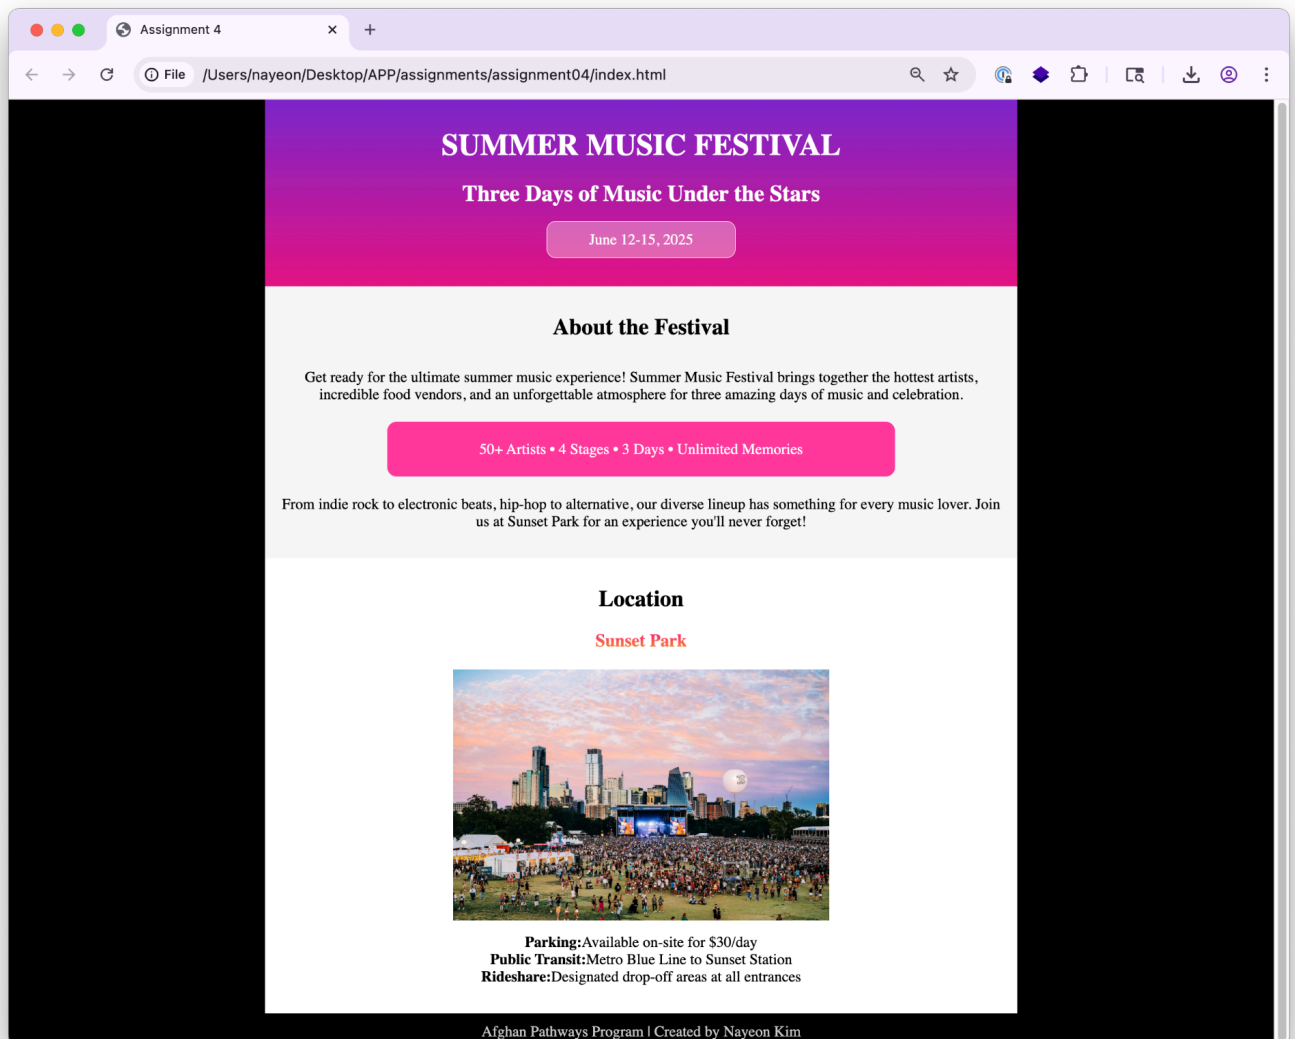 Assignment 4
File /Users/nayeon/Desktop/APP/assignments/assignment04/index.html
SUMMER MUSIC FESTIVAL
Three Days of Music Under the Stars
June 12-15, 2025
About the Festival
Get ready for the ultimate summer music experience! Summer Music Festival brings together the hottest artists,
incredible food vendors, and an unforgettable atmosphere for three amazing days of music and celebration.
50+ Artists • 4 Stages • 3 Days • Unlimited Memories
From indie rock to electronic beats, hip-hop to alternative, our diverse lineup has something for every music lover. Join
us at Sunset Park for an experience you'll never forget!
Location
Sunset Park
Parking:Available on-site for $30/day
Public Transit:Metro Blue Line to Sunset Station
Rideshare:Designated drop-off areas at all entrances
Afghan Pathways Program | Created by Nayeon Kim